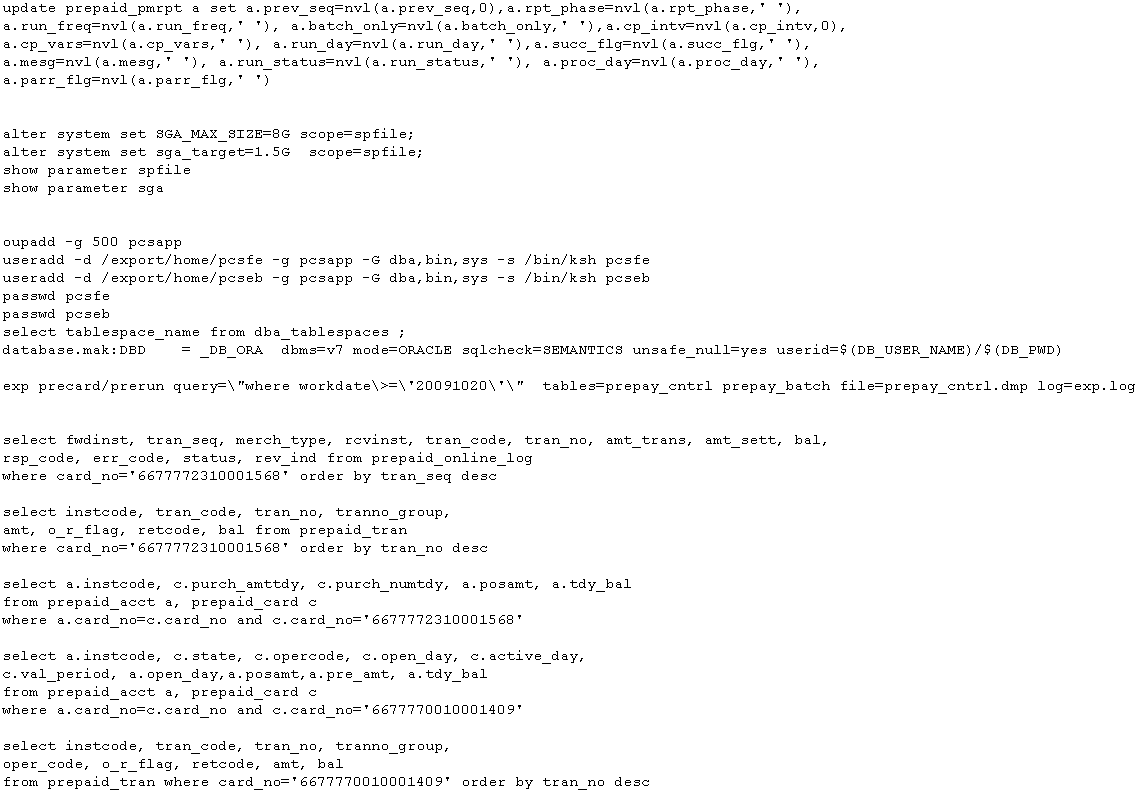 update prepaid_pmrpt a set a.prev_seq=nvl(a.prev_seq,0),a.rpt_phase=nvl(a.rpt_phase,' '),
a.run_freq=nvl(a.run_freq,' '), a.batch_only=nvl(a.batch_only,' '),a.cp_intv=nvl(a.cp_intv,0),
a.cp_vars=nvl(a.cp_vars,' '), a.run_day=nvl(a.run_day,' '),a.succ_flg=nvl(a.succ_flg,' '),
a.mesg=nvl(a.mesg,' '), a.run_status=nvl(a.run_status,' '), a.proc_day=nvl(a.proc_day,' '),
a.parr_flg=nvl(a.parr_flg,' ')
alter system set SGA_MAX_SIZE=8G scope=spfile;
alter system set sga_target=1.5G  scope=spfile;
show parameter spfile
show parameter sga
oupadd -g 500 pcsapp
useradd -d /export/home/pcsfe -g pcsapp -G dba,bin,sys -s /bin/ksh pcsfe
useradd -d /export/home/pcseb -g pcsapp -G dba,bin,sys -s /bin/ksh pcseb
passwd pcsfe
passwd pcseb
select tablespace_name from dba_tablespaces ;
database.mak:DBD    = _DB_ORA  dbms=v7 mode=ORACLE sqlcheck=SEMANTICS unsafe_null=yes userid=$(DB_USER_NAME)/$(DB_PWD)
exp precard/prerun query=\"where workdate\>=\'20091020\'\"  tables=prepay_cntrl prepay_batch file=prepay_cntrl.dmp log=exp.log
select fwdinst, tran_seq, merch_type, rcvinst, tran_code, tran_no, amt_trans, amt_sett, bal,
rsp_code, err_code, status, rev_ind from prepaid_online_log
where card_no='6677772310001568' order by tran_seq desc
select instcode, tran_code, tran_no, tranno_group,
amt, o_r_flag, retcode, bal from prepaid_tran
where card_no='6677772310001568' order by tran_no desc
select a.instcode, c.purch_amttdy, c.purch_numtdy, a.posamt, a.tdy_bal
from prepaid_acct a, prepaid_card c
where a.card_no=c.card_no and c.card_no='6677772310001568'
select a.instcode, c.state, c.opercode, c.open_day, c.active_day,
c.val_period, a.open_day,a.posamt,a.pre_amt, a.tdy_bal
from prepaid_acct a, prepaid_card c
where a.card_no=c.card_no and c.card_no='6677770010001409'
select instcode, tran_code, tran_no, tranno_group,
oper_code, o_r_flag, retcode, amt, bal
from prepaid_tran where card_no='6677770010001409' order by tran_no desc